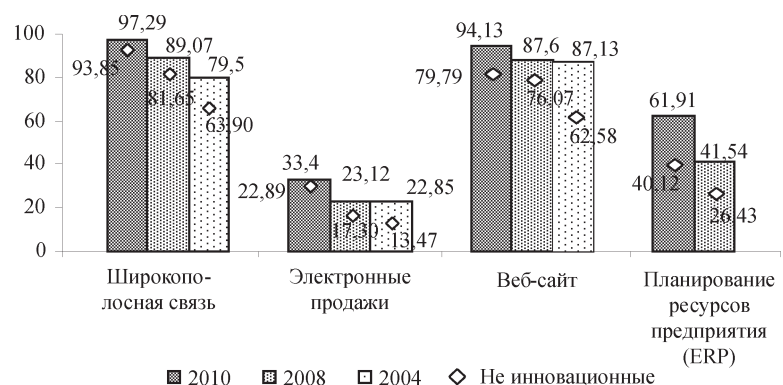 97,29
94,13
89,07
87,6
87,13
100
79,5
93,85
79,79
80
81,65
76,07
61,91
63,90
62,58
60
41,54
40
33,4
40,12
23,12
22,85
22,89
26,43
20
17,30
13,47
0
Широкопо-
лосная связь
Электронные
продажи
Веб-сайт
Планирование
ресурсов
предприятия
(ERP)
2010 2008 2004 Не инновационные